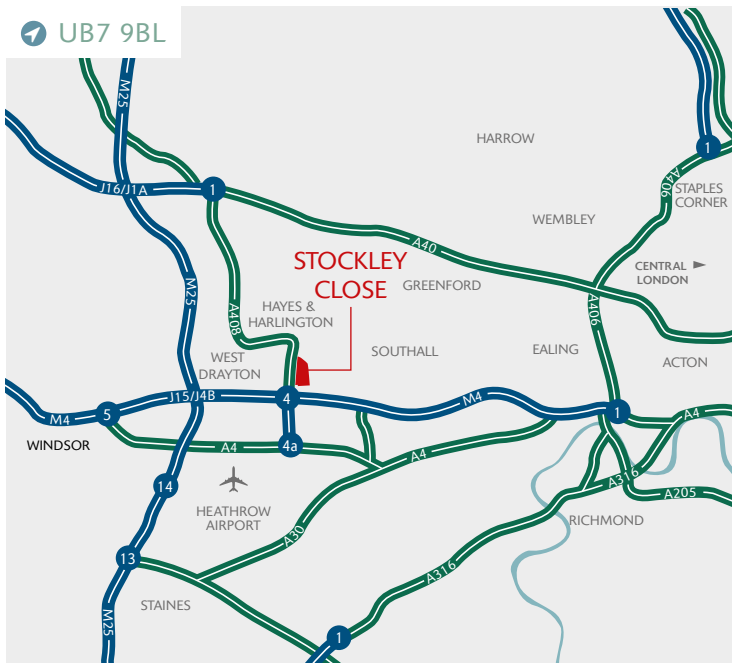 UB7 9BL
M25
1
HARROW
J16/J1A
1
A406
STAPLES
CORNER
WEMBLEY
A40
STOCKLEY
CLOSE
CENTRAL
LONDON
M25
GREENFORD
A408
HAYES &
HARLINGTON
A406
WEST
DRAYTON
SOUTHALL
EALING
ACTON
J15/J4B
4
M4
5
M4
1
A4
WINDSOR
A4
4a
A4
14
A316
A205
HEATHROW
AIRPORT
RICHMOND
A30
13
A316
STAINES
M25
1